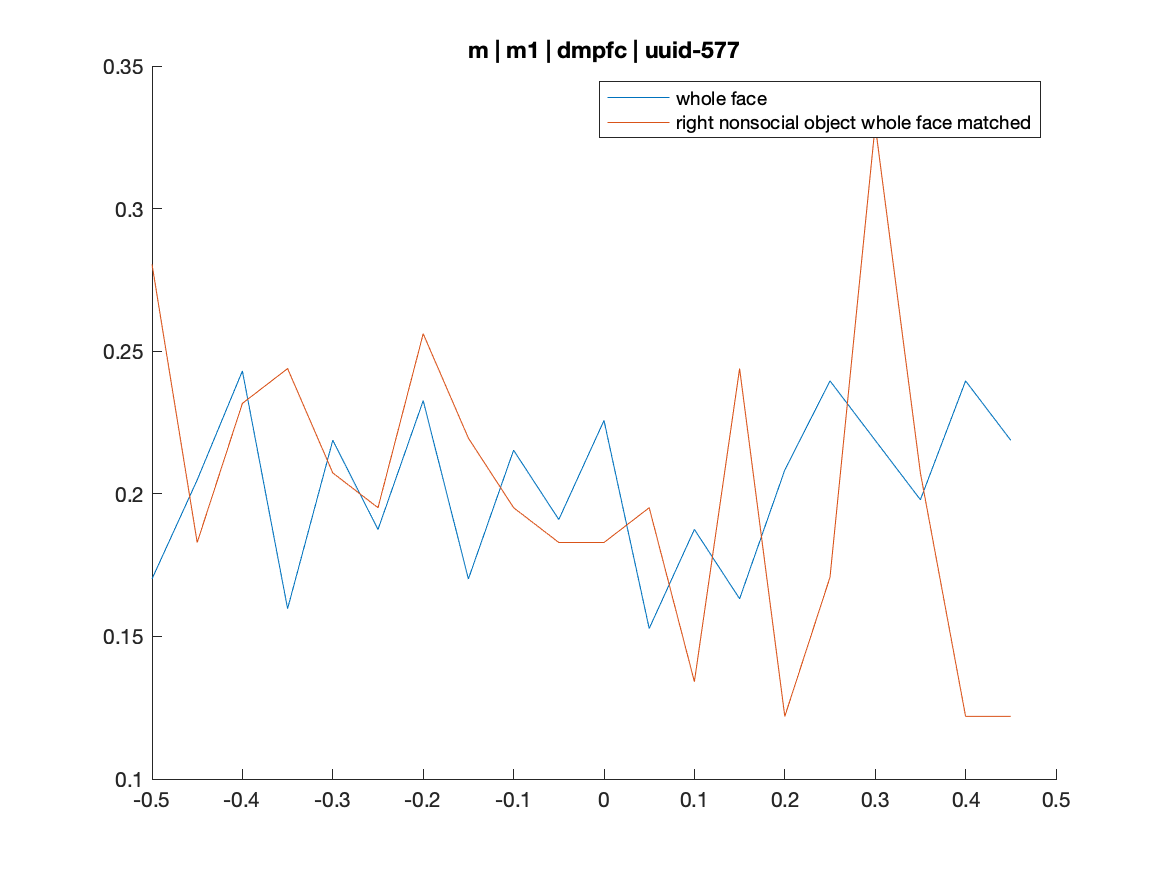 m | m1 | dmpfc | uuid-577
whole face
right nonsocial object whole face matched
0.35
0.3
0.25
0.2
0.15
0.1
-0.5 -0.4 -0.3 -0.2 -0.1 0 0.1 0.2 0.3 0.4 0.5